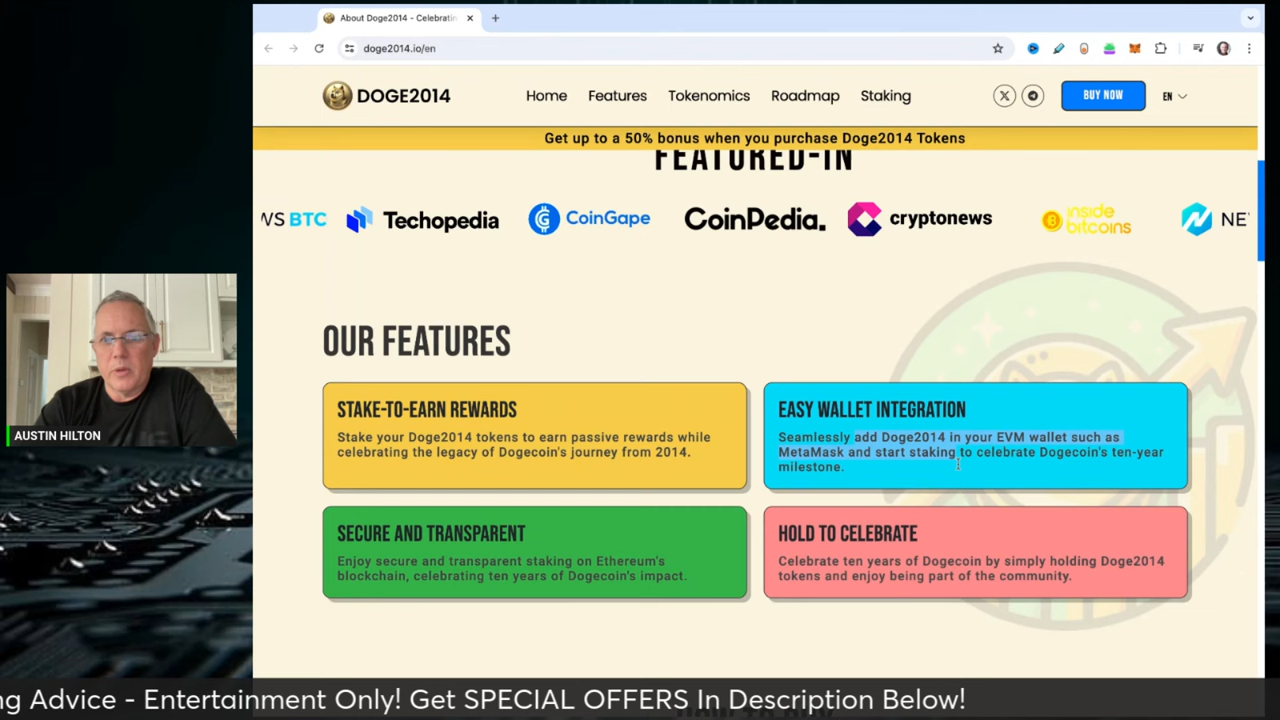 About Doge2014 - Celebratin
doge2014.io/en
DOGE2014
Home Features Tokenomics Roadmap Staking
BUY NOW
EN
Get up to a 50% bonus when you purchase Doge2014 Tokens
FEATURED-IN
WS BTC Techopedia CoinGape CoinPedia. cryptonews inside bitcoins NE
OUR FEATURES
STAKE-TO-EARN REWARDS
Stake your Doge2014 tokens to earn passive rewards while
celebrating the legacy of Dogecoin's journey from 2014.
EASY WALLET INTEGRATION
Seamlessly add Doge2014 in your EVM wallet such as
MetaMask and start staking to celebrate Dogecoin's ten-year
milestone.
SECURE AND TRANSPARENT
Enjoy secure and transparent staking on Ethereum's
blockchain, celebrating ten years of Dogecoin's impact.
HOLD TO CELEBRATE
Celebrate ten years of Dogecoin by simply holding Doge2014
tokens and enjoy being part of the community.
AUSTIN HILTON
ng Advice - Entertainment Only! Get SPECIAL OFFERS In Description Below!